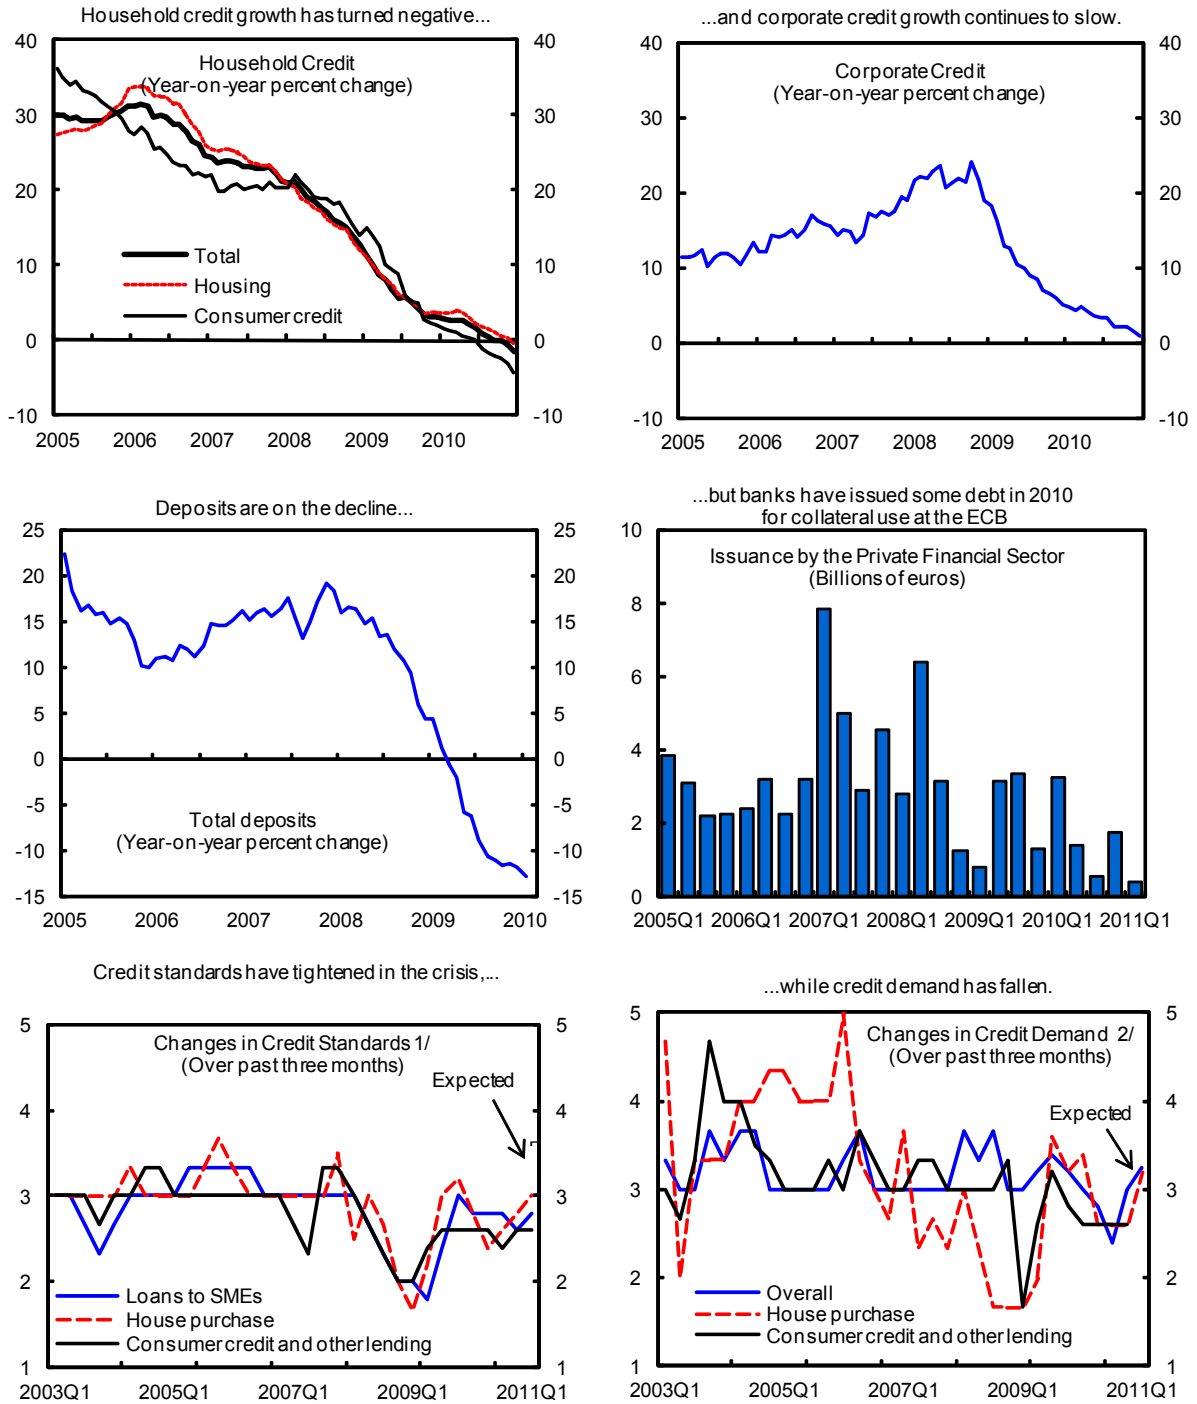 Household credit growth has turned negative...
40
30
20
10
0
-10
40
30
20
10
0
-10
Household Credit
(Year-on-year percent change)
Total
Housing
Consumer credit
2005 2006 2007 2008 2009 2010
...and corporate credit growth continues to slow.
40
30
20
10
0
-10
40
30
20
10
0
-10
Corporate Credit
(Year-on-year percent change)
2005 2006 2007 2008 2009 2010
Deposits are on the decline...
25
20
15
10
5
0
-5
-10
-15
25
20
15
10
5
0
-5
-10
-15
Total deposits
(Year-on-year percent change)
2005 2006 2007 2008 2009 2010
...but banks have issued some debt in 2010
for collateral use at the ECB
10
8
6
4
2
0
Issuance by the Private Financial Sector
(Billions of euros)
2005Q1 2006Q1 2007Q1 2008Q1 2009Q1 2010Q1 2011Q1
Credit standards have tightened in the crisis,...
5
4
3
2
1
5
4
3
2
1
Changes in Credit Standards 1/
(Over past three months)
Expected
Loans to SMEs
House purchase
Consumer credit and other lending
2003Q1 2005Q1 2007Q1 2009Q1 2011Q1
...while credit demand has fallen.
5
4
3
2
1
5
4
3
2
1
Changes in Credit Demand 2/
(Over past three months)
Expected
Overall
House purchase
Consumer credit and other lending
2003Q1 2005Q1 2007Q1 2009Q1 2011Q1